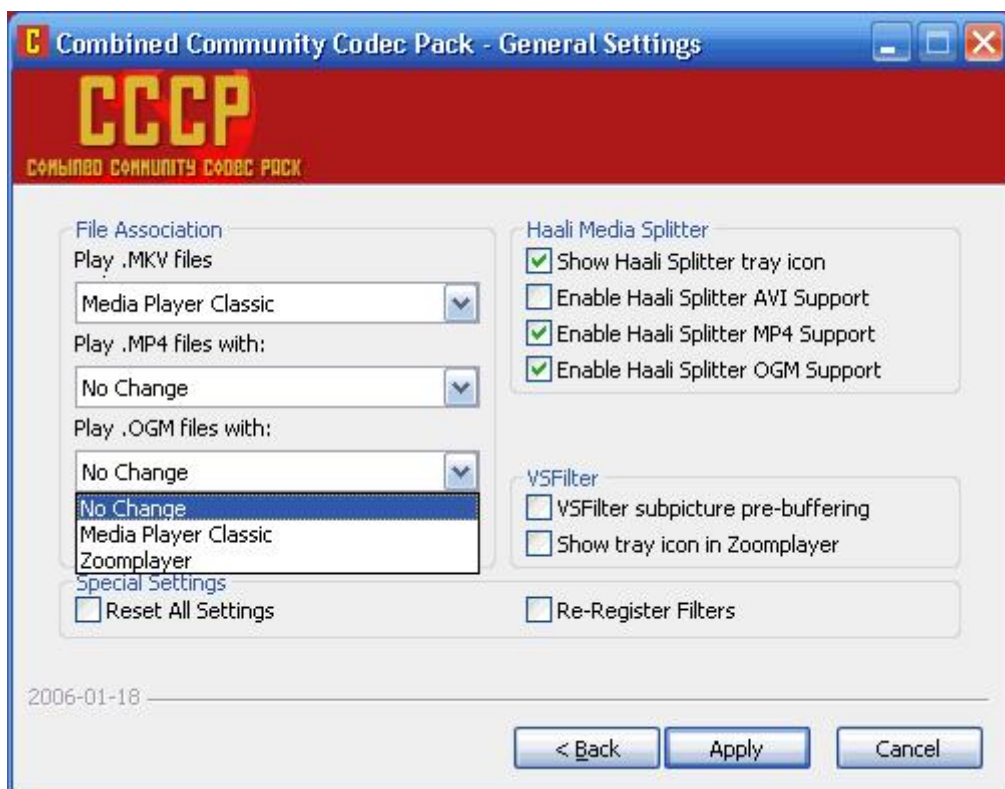 C Combined Community Codec Pack - General Settings
CCCP
COMBINED COMMUNITY CODEC PACK
File Association
Play .MKV files
Media Player Classic
Play .MP4 files with:
No Change
Play .OGM files with:
No Change
No Change
Media Player Classic
Zoomplayer
Haali Media Splitter
Show Haali Splitter tray icon
Enable Haali Splitter AVI Support
Enable Haali Splitter MP4 Support
Enable Haali Splitter OGM Support
VSFilter
VSFilter subpicture pre-buffering
Show tray icon in Zoomplayer
Special Settings
Reset All Settings
Re-Register Filters
2006-01-18
< Back
Apply
Cancel